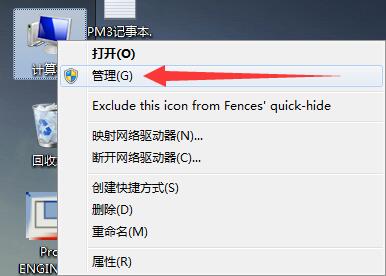 PM3记事本.
计算
打开(O)
管理(G)
Exclude this icon from Fences' quick-hide
映射网络驱动器(N)...
断开网络驱动器(C)...
回收
创建快捷方式(S)
删除(D)
重命名(M)
Pro
ENGIN
属性(R)